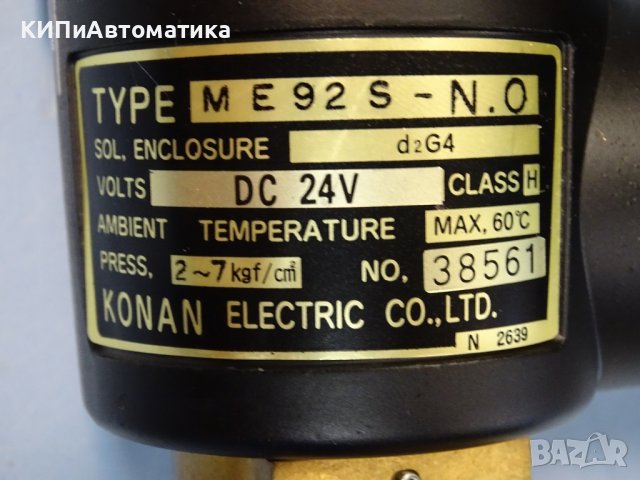 КИПиАвтоматика
TYPE ME92S-N.O
SOL, ENCLOSURE d2G4
VOLTS DC 24V CLASS H
AMBIENT TEMPERATURE MAX, 60℃
PRESS, 2~7kgf/cm² NO, 38561
KONAN ELECTRIC CO.,LTD.
N 2639
BAZAR